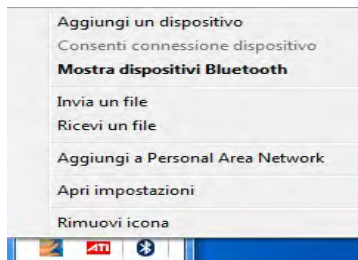 Aggiungi un dispositivo
Consenti connessione dispositivo
Mostra dispositivi Bluetooth
Invia un file
Ricevi un file
Aggiungi a Personal Area Network
Apri impostazioni
Rimuovi icona
ATI